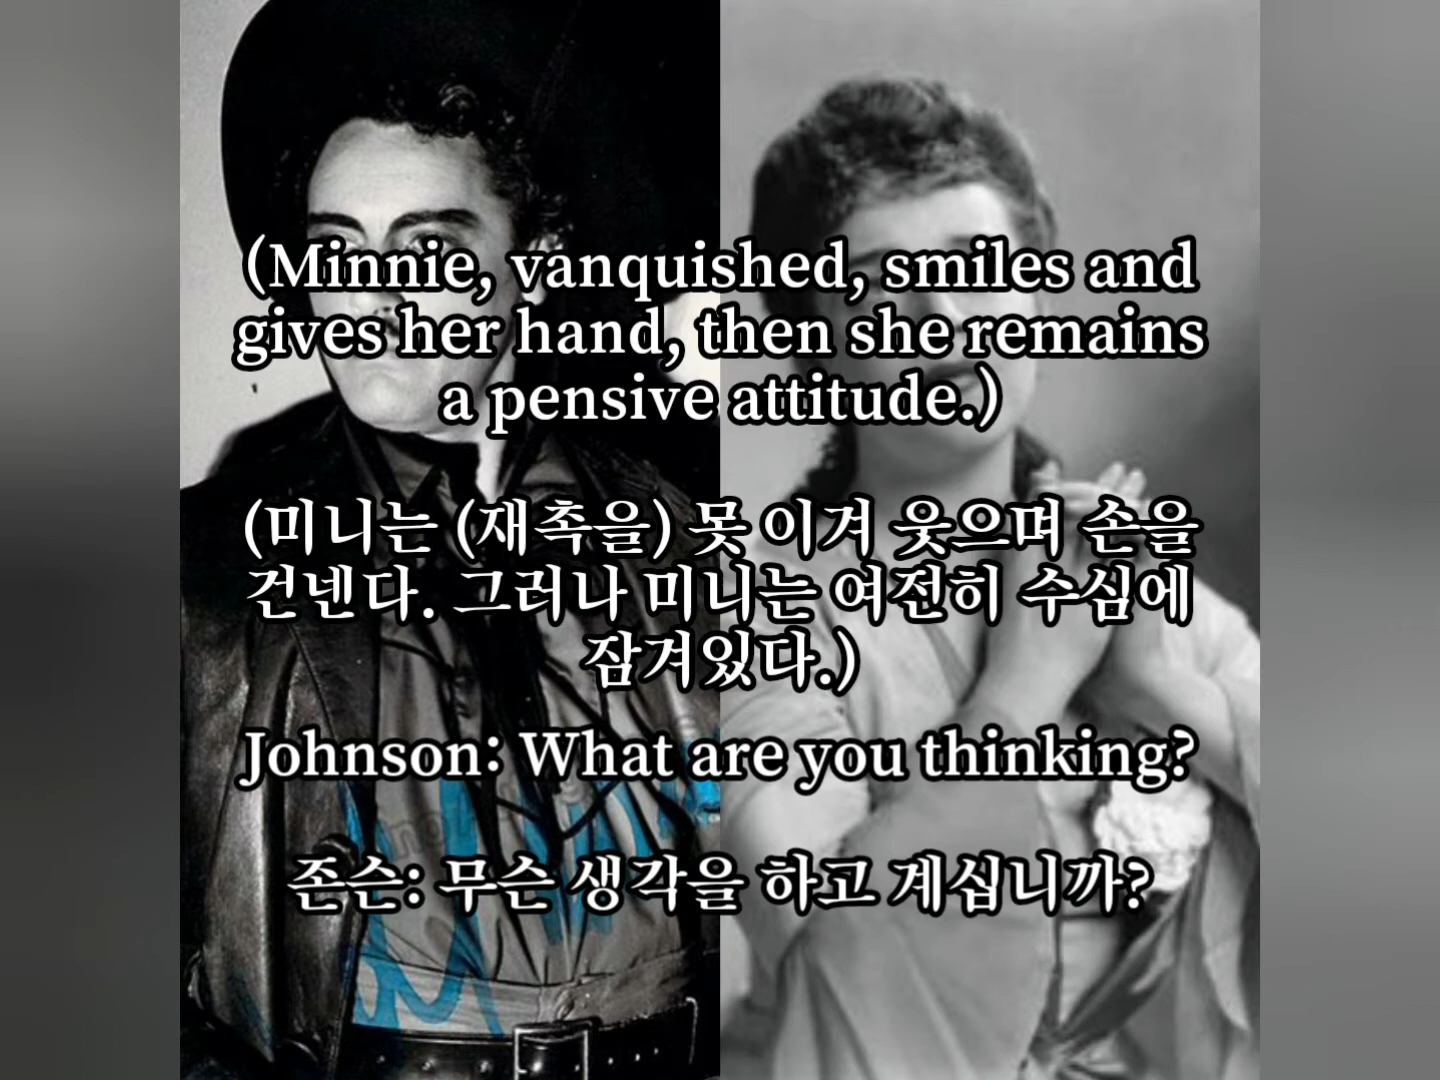 (Minnie, vanquished, smiles and
gives her hand, then she remains
a pensive attitude.)
(미니는 (재촉을) 못 이겨 웃으며 손을
건넨다. 그러나 미니는 여전히 수심에
잠겨있다.)
Johnson: What are you thinking?
존슨: 무슨 생각을 하고 계십니까?